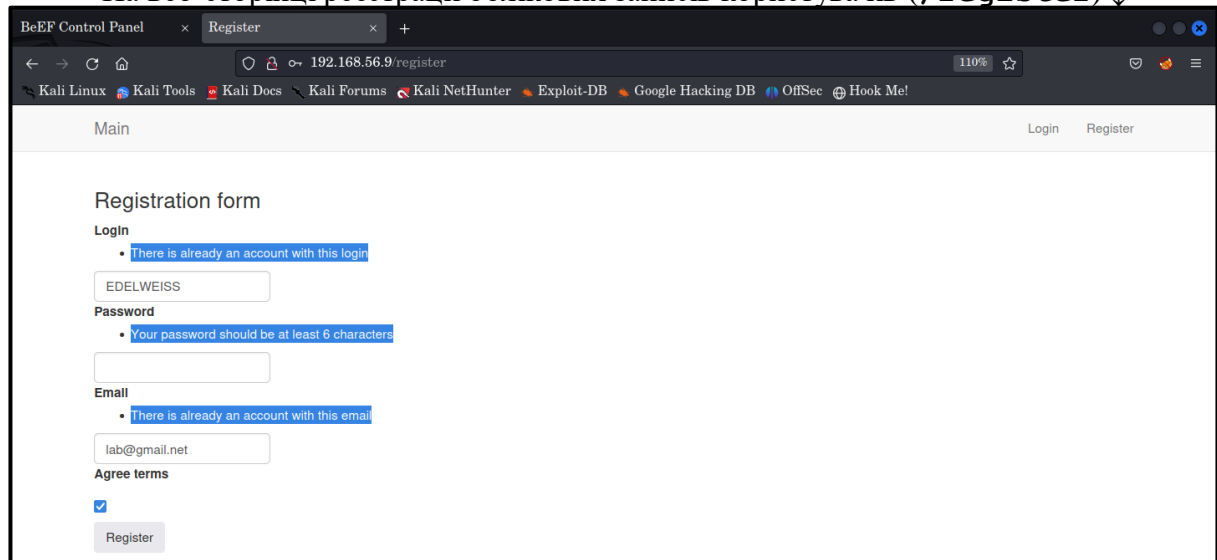 BeEF Control Panel × Register × +
192.168.56.9/register 110%
Kali Linux Kali Tools Kali Docs Kali Forums Kali NetHunter Exploit-DB Google Hacking DB OffSec Hook Me!
Main Login Register
Registration form
Login
• There is already an account with this login
EDELWEISS
Password
• Your password should be at least 6 characters
Email
• There is already an account with this email
lab@gmail.net
Agree terms
Register